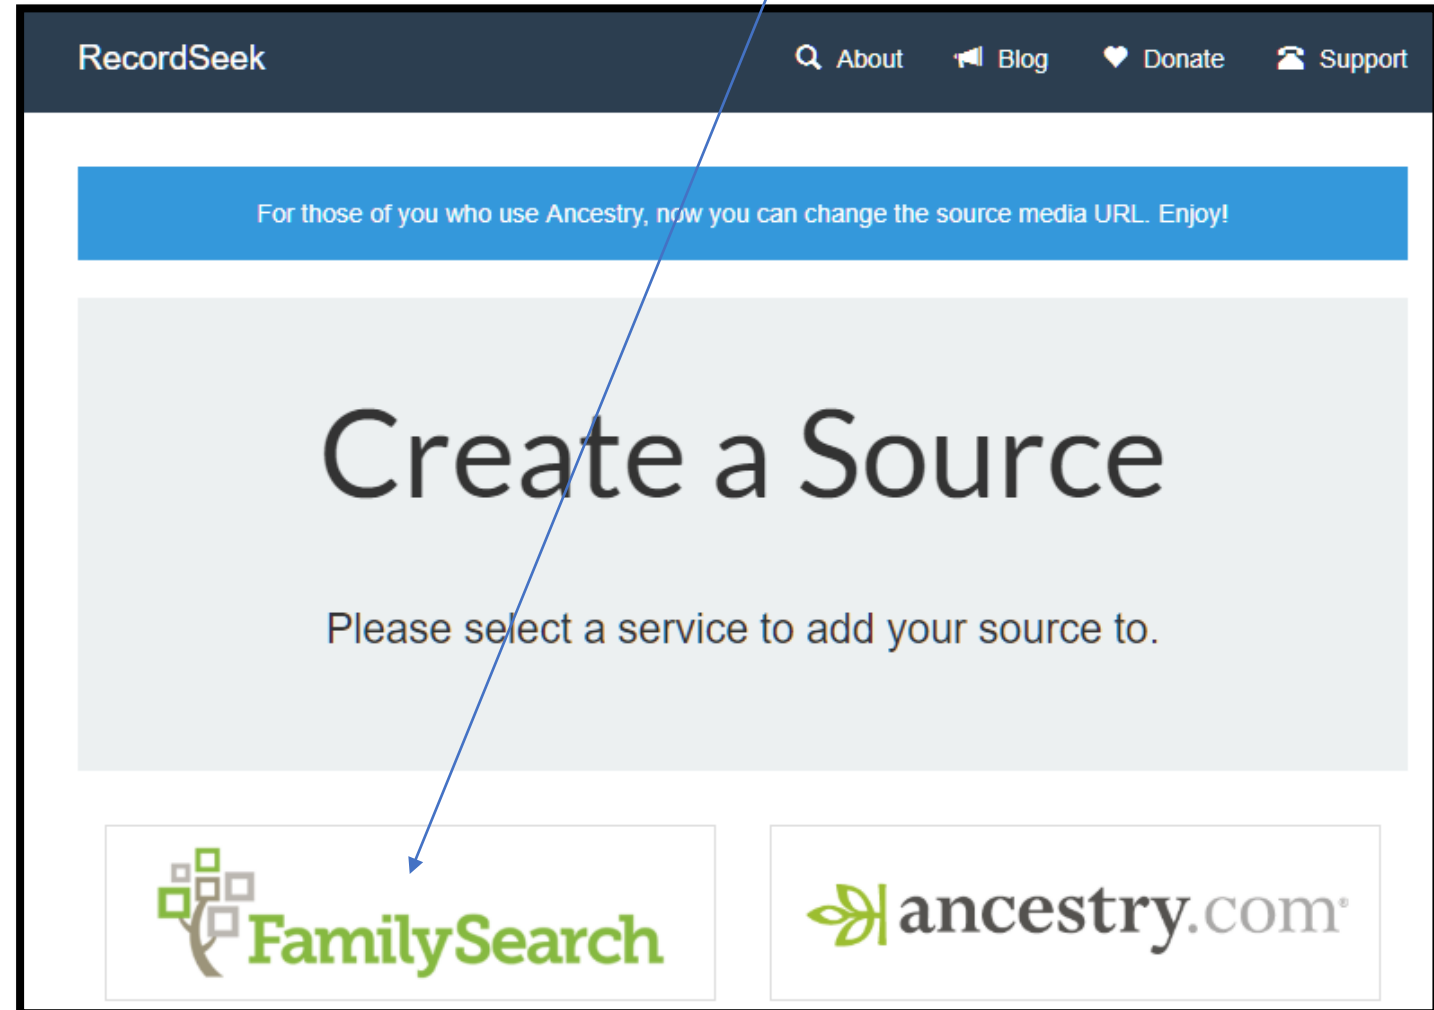 RecordSeek About Blog Donate Support
For those of you who use Ancestry, now you can change the source media URL. Enjoy!
Create a Source
Please select a service to add your source to.
FamilySearch
ancestry.com®